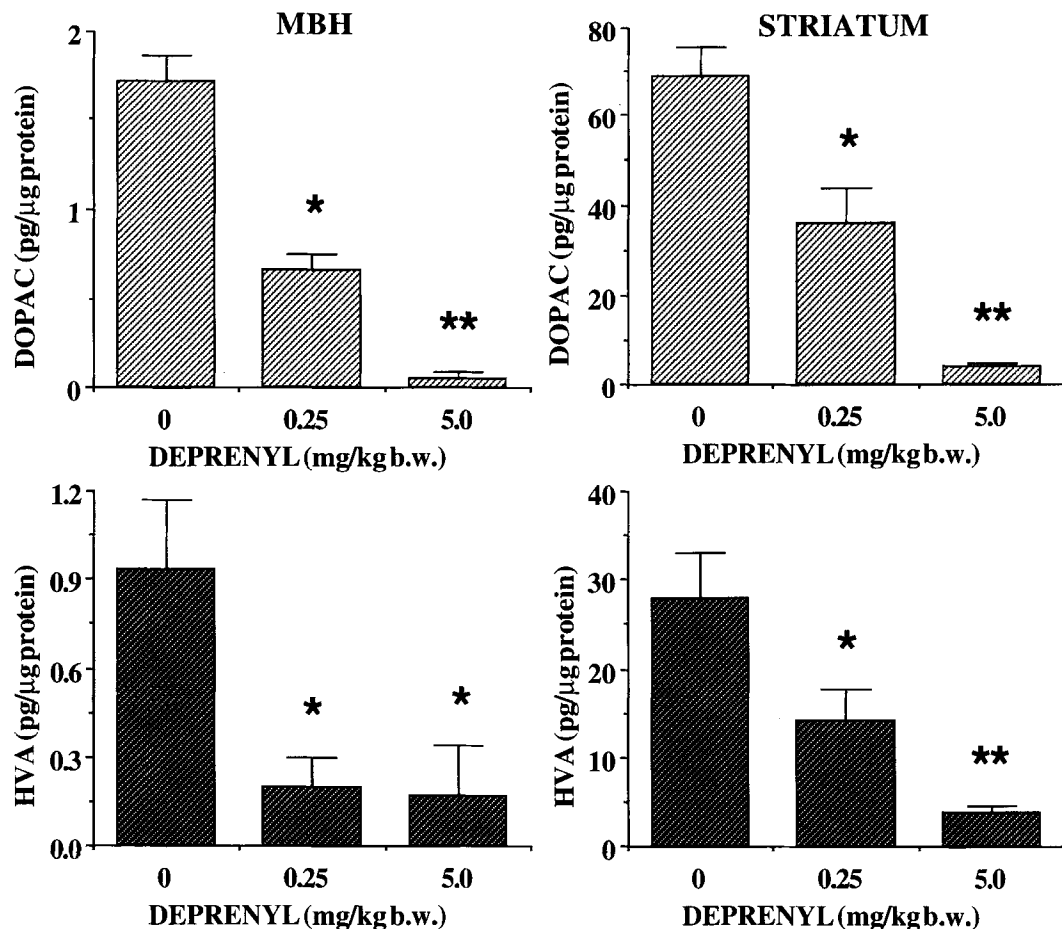 MBH
2
1
0
DOPAC (pg/µg protein)
*
**
0 0.25 5.0
DEPRENYL (mg/kg b.w.)
STRIATUM
80
60
40
20
0
DOPAC (pg/µg protein)
*
**
0 0.25 5.0
DEPRENYL (mg/kg b.w.)
1.2
0.9
0.6
0.3
0.0
HVA (pg/µg protein)
*
*
0 0.25 5.0
DEPRENYL (mg/kg b.w.)
40
30
20
10
0
HVA (pg/µg protein)
*
**
0 0.25 5.0
DEPRENYL (mg/kg b.w.)